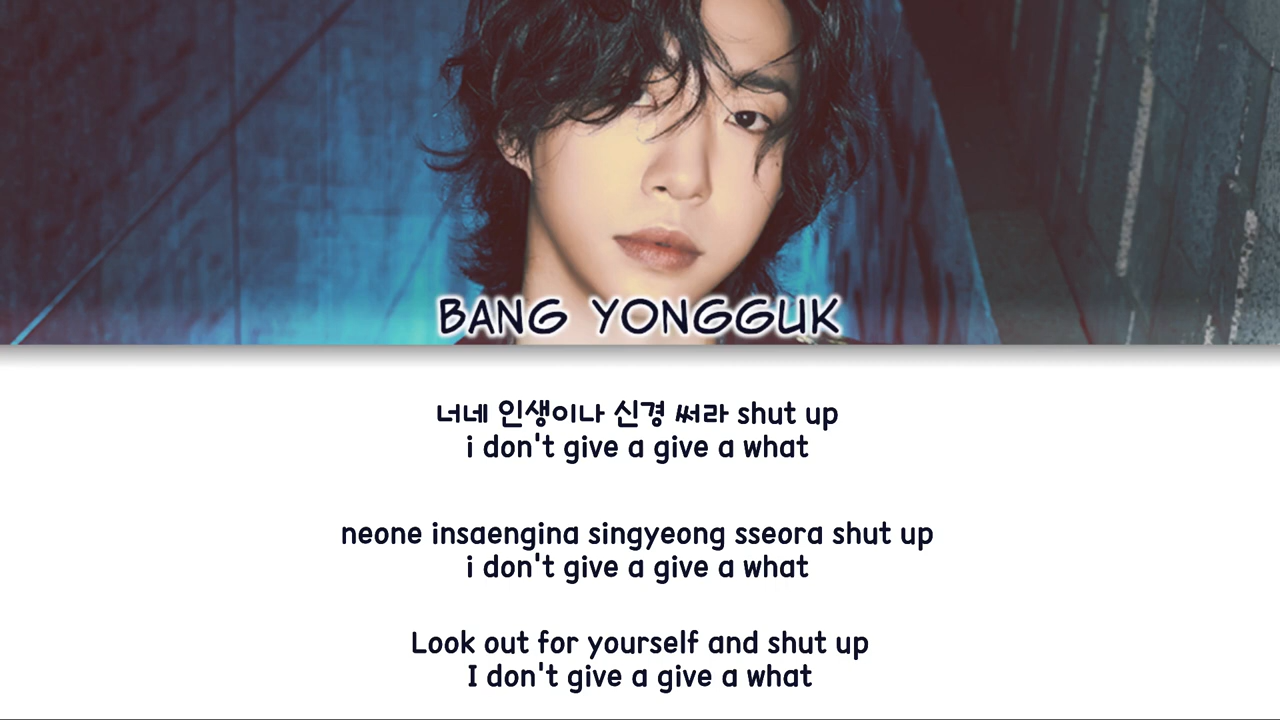 BANG YONGGUK
너네 인생이나 신경 써라 shut up
i don't give a give a what
neone insaengina singyeong sseora shut up
i don't give a give a what
Look out for yourself and shut up
I don't give a give a what